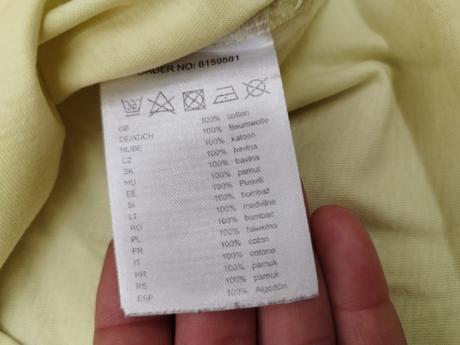 ORDER NO: 8159581
GB 100% cotton
DE/AT/CH 100% Baumwolle
NL/BE 100% katoen
CZ 100% bavlna
SK 100% bavlna
HU 100% pamut
EE 100% Puuvill
SI 100% bombaž
LT 100% medvilnė
RO 100% bumbac
PL 100% bawełna
FR 100% coton
IT 100% cotone
HR 100% pamuk
RS 100% pamuk
ESP 100% Algodón